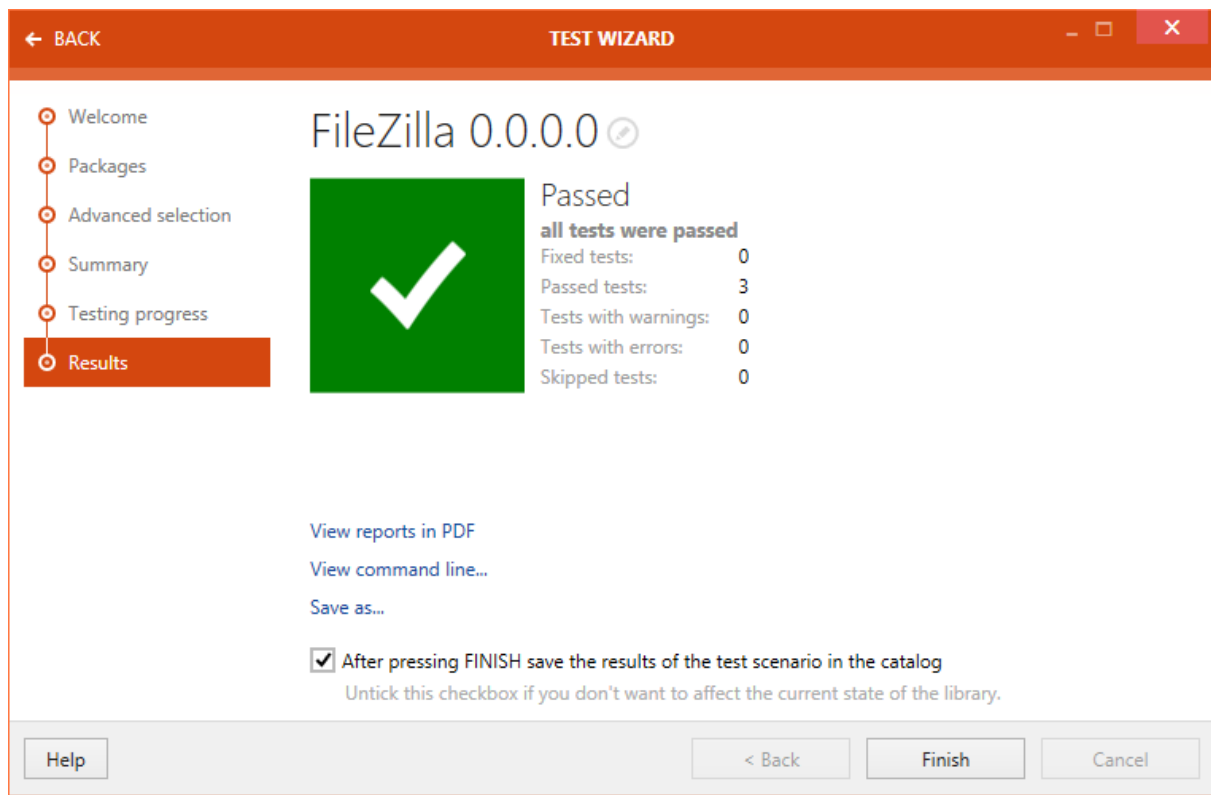 BACK
TEST WIZARD
Welcome
Packages
Advanced selection
Summary
Testing progress
Results
FileZilla 0.0.0.0
Passed
all tests were passed
Fixed tests: 0
Passed tests: 3
Tests with warnings: 0
Tests with errors: 0
Skipped tests: 0
View reports in PDF
View command line...
Save as...
After pressing FINISH save the results of the test scenario in the catalog
Untick this checkbox if you don't want to affect the current state of the library.
Help
< Back
Finish
Cancel